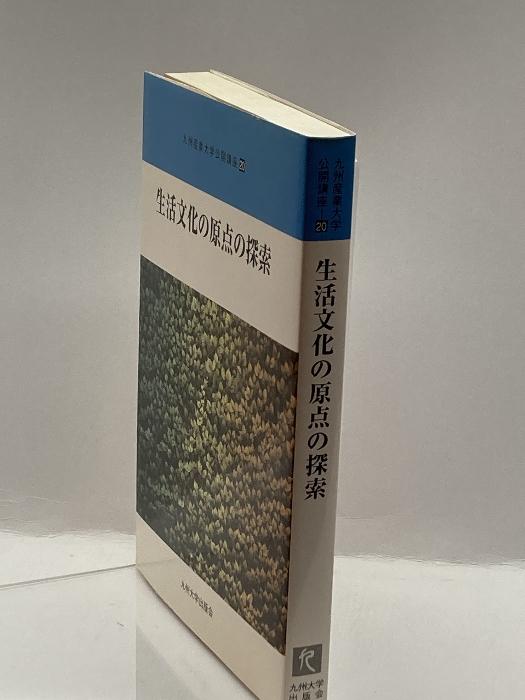 九州産業大学公開講座20
生活文化の原点の探索
九州大学出版会
九州産業大学
公開講座―20
生活文化の原点の探索
九州大学
出版会